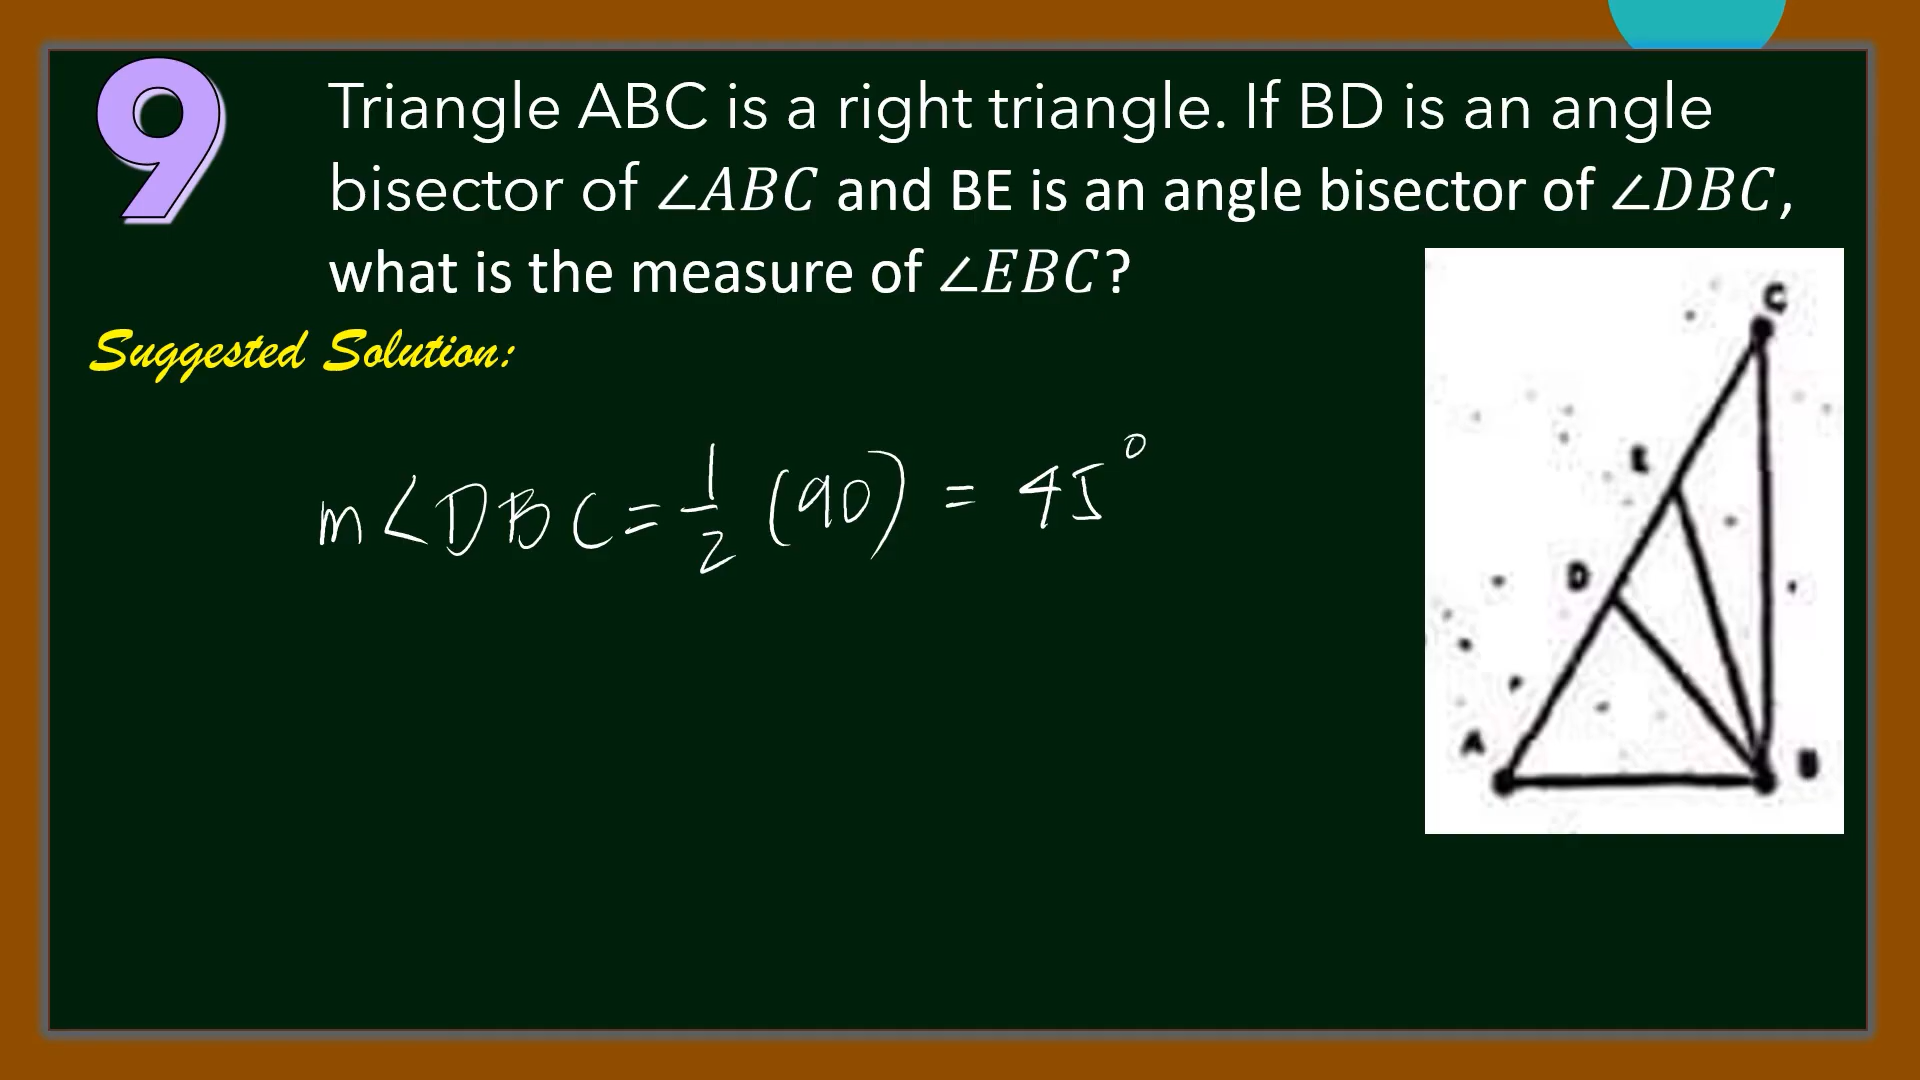 9
Triangle ABC is a right triangle. If BD is an angle
bisector of ∠ABC and BE is an angle bisector of ∠DBC,
what is the measure of ∠EBC?
Suggested Solution:
m∠DBC = 1/2 (90) = 45°
C
E
D
A
B